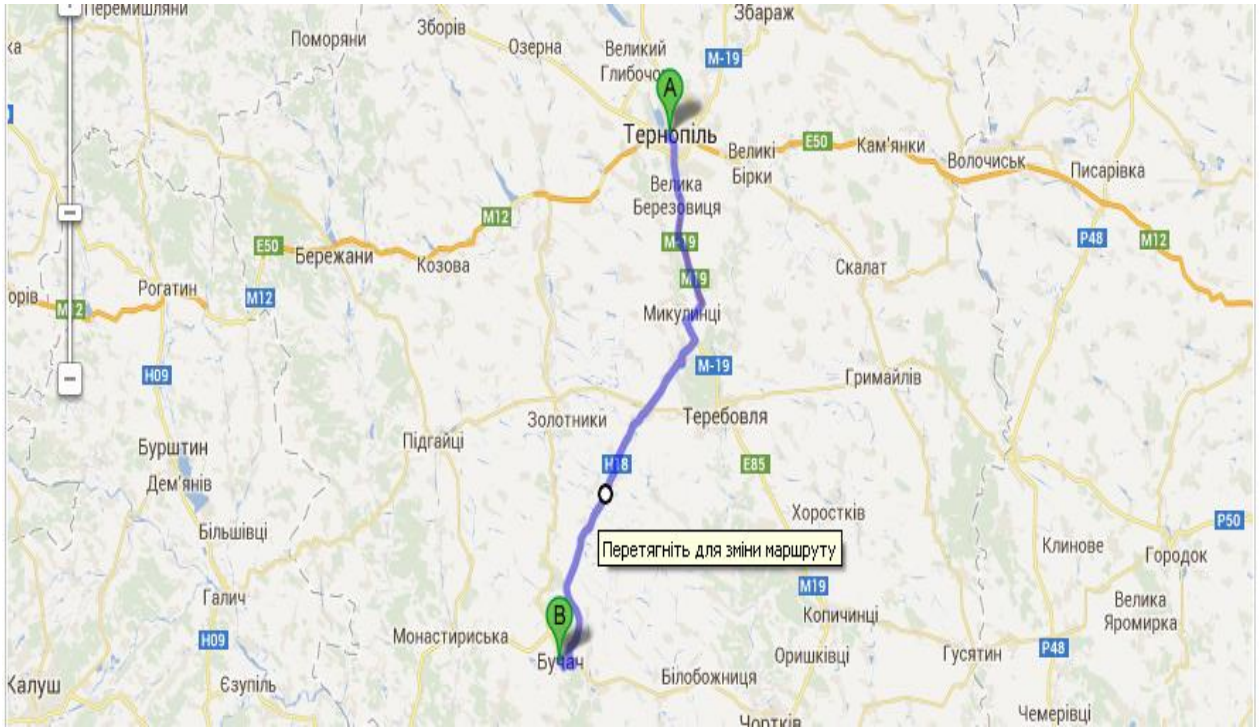 Перемишляни
Збараж
Зборів
Поморяни
Озерна
Великий
Глибочок
М-19
A
Тернопіль
Великі
Бірки
E50
Кам'янки
Волочиськ
Писарівка
Велика
Березовиця
M12
P48
M12
М-19
E50
Бережани
Козова
M19
Скалат
Рогатин
M12
Микулинці
H09
М-19
Гримайлів
Золотники
Теребовля
Підгайці
Бурштин
H18
E85
Дем'янів
Більшівці
Хоростків
P50
Перетягніть для зміни маршруту
Клинове
Городок
Галич
M19
B
Копичинці
Велика
Яромирка
H09
Монастириська
Бучач
Оришківці
Гусятин
P48
Білобожниця
Калуш
Єзупіль
Чортків
Чемерівці